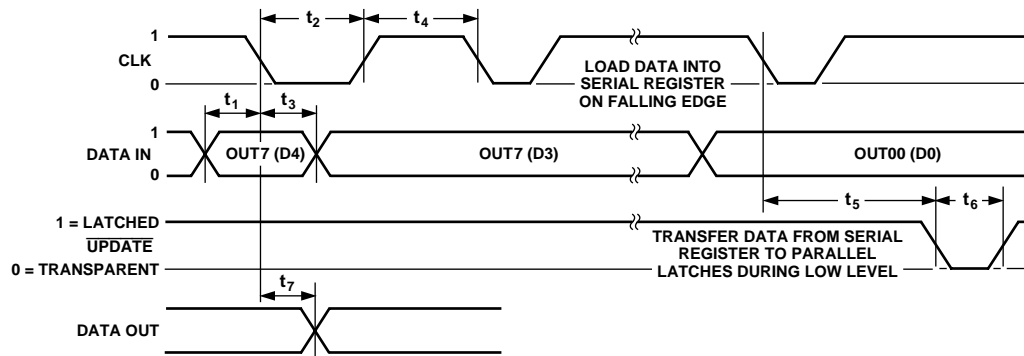 t2
t4
1
CLK
0
LOAD DATA INTO
SERIAL REGISTER
ON FALLING EDGE
t1
t3
1
DATA IN
0
OUT7 (D4)
OUT7 (D3)
OUT00 (D0)
t5
t6
1 = LATCHED
UPDATE
0 = TRANSPARENT
TRANSFER DATA FROM SERIAL
REGISTER TO PARALLEL
LATCHES DURING LOW LEVEL
t7
DATA OUT